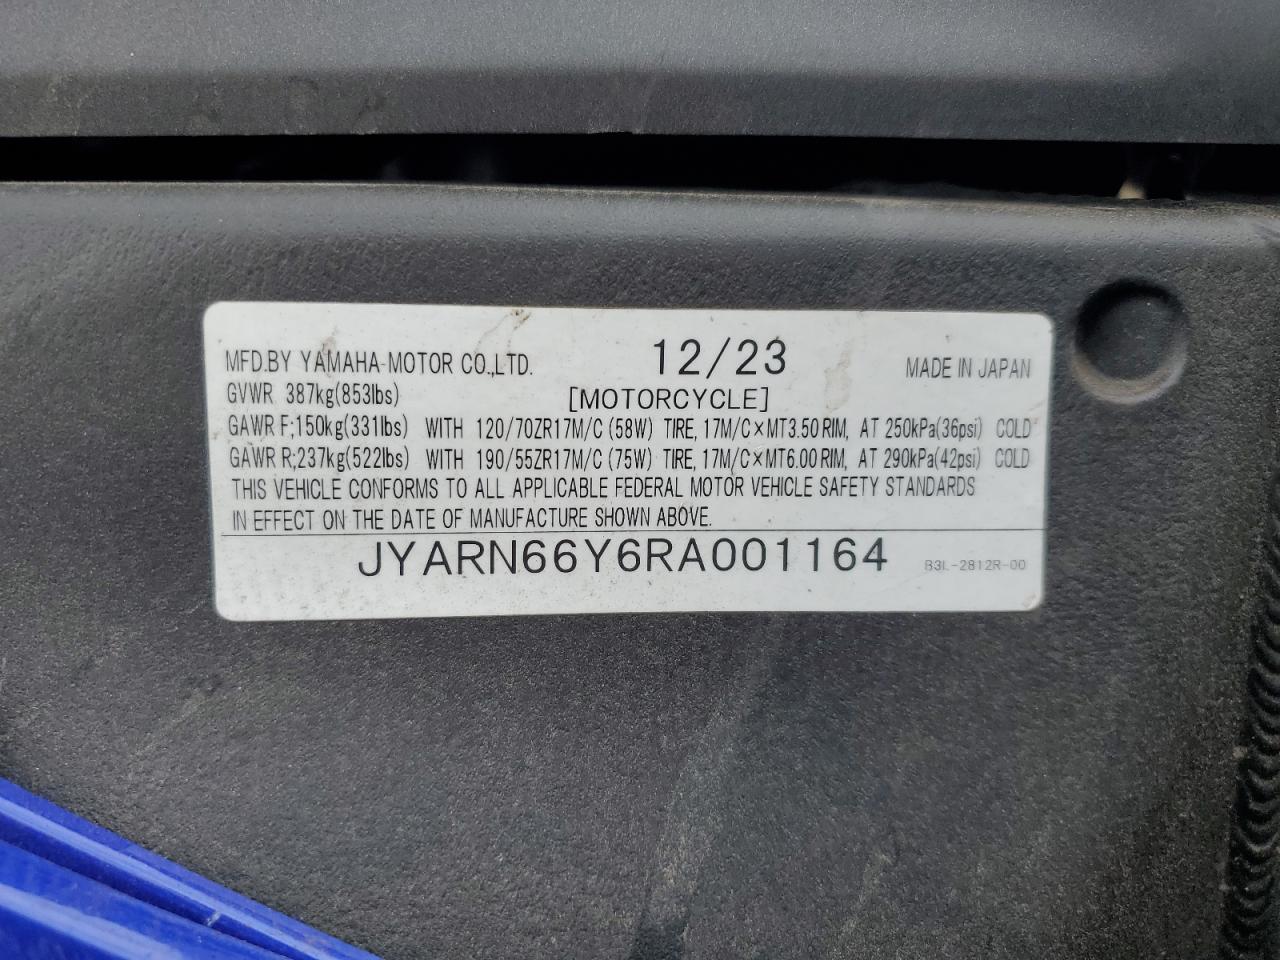 MFD.BY YAMAHA-MOTOR CO.,LTD. 12/23 MADE IN JAPAN
GVWR 387kg(853lbs) [MOTORCYCLE]
GAWR F;150kg(331lbs) WITH 120/70ZR17M/C (58W) TIRE, 17M/C×MT3.50 RIM, AT 250kPa(36psi) COLD
GAWR R;237kg(522lbs) WITH 190/55ZR17M/C (75W) TIRE, 17M/C×MT6.00 RIM, AT 290kPa(42psi) COLD
THIS VEHICLE CONFORMS TO ALL APPLICABLE FEDERAL MOTOR VEHICLE SAFETY STANDARDS
IN EFFECT ON THE DATE OF MANUFACTURE SHOWN ABOVE.
JYARN66Y6RA001164 B3L-2812R-00